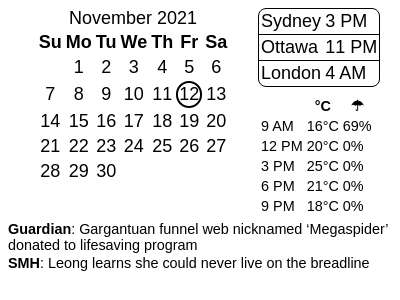 November 2021
Su Mo Tu We Th Fr Sa
1 2 3 4 5 6
7 8 9 10 11 12 13
14 15 16 17 18 19 20
21 22 23 24 25 26 27
28 29 30
Sydney 3 PM
Ottawa 11 PM
London 4 AM
°C ☂
9 AM 16°C 69%
12 PM 20°C 0%
3 PM 25°C 0%
6 PM 21°C 0%
9 PM 18°C 0%
Guardian: Gargantuan funnel web nicknamed ‘Megaspider’
donated to lifesaving program
SMH: Leong learns she could never live on the breadline